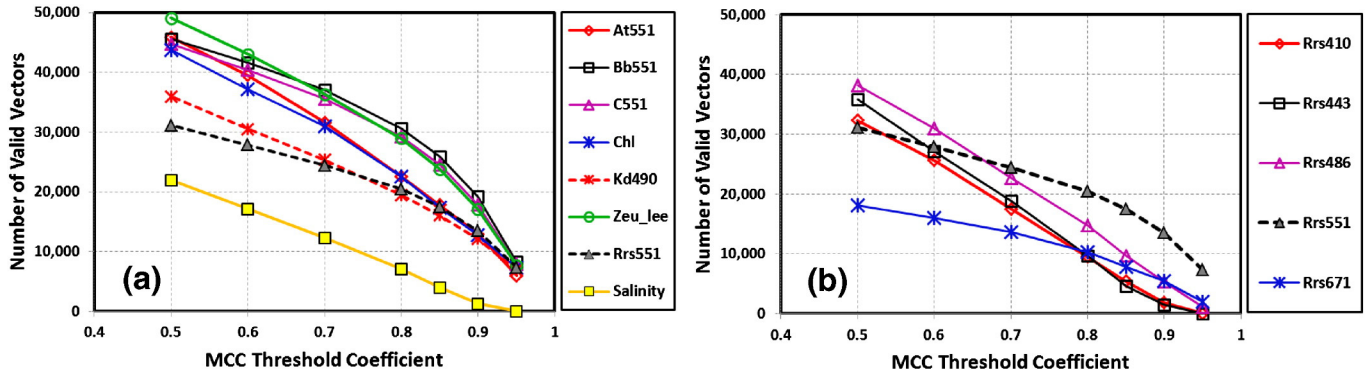 50,000
40,000
30,000
20,000
10,000
0
Number of Valid Vectors
0.4 0.5 0.6 0.7 0.8 0.9 1
MCC Threshold Coefficient
(a)
At551
Bb551
C551
Chl
Kd490
Zeu_lee
Rrs551
Salinity
50,000
40,000
30,000
20,000
10,000
0
Number of Valid Vectors
0.4 0.5 0.6 0.7 0.8 0.9 1
MCC Threshold Coefficient
(b)
Rrs410
Rrs443
Rrs486
Rrs551
Rrs671